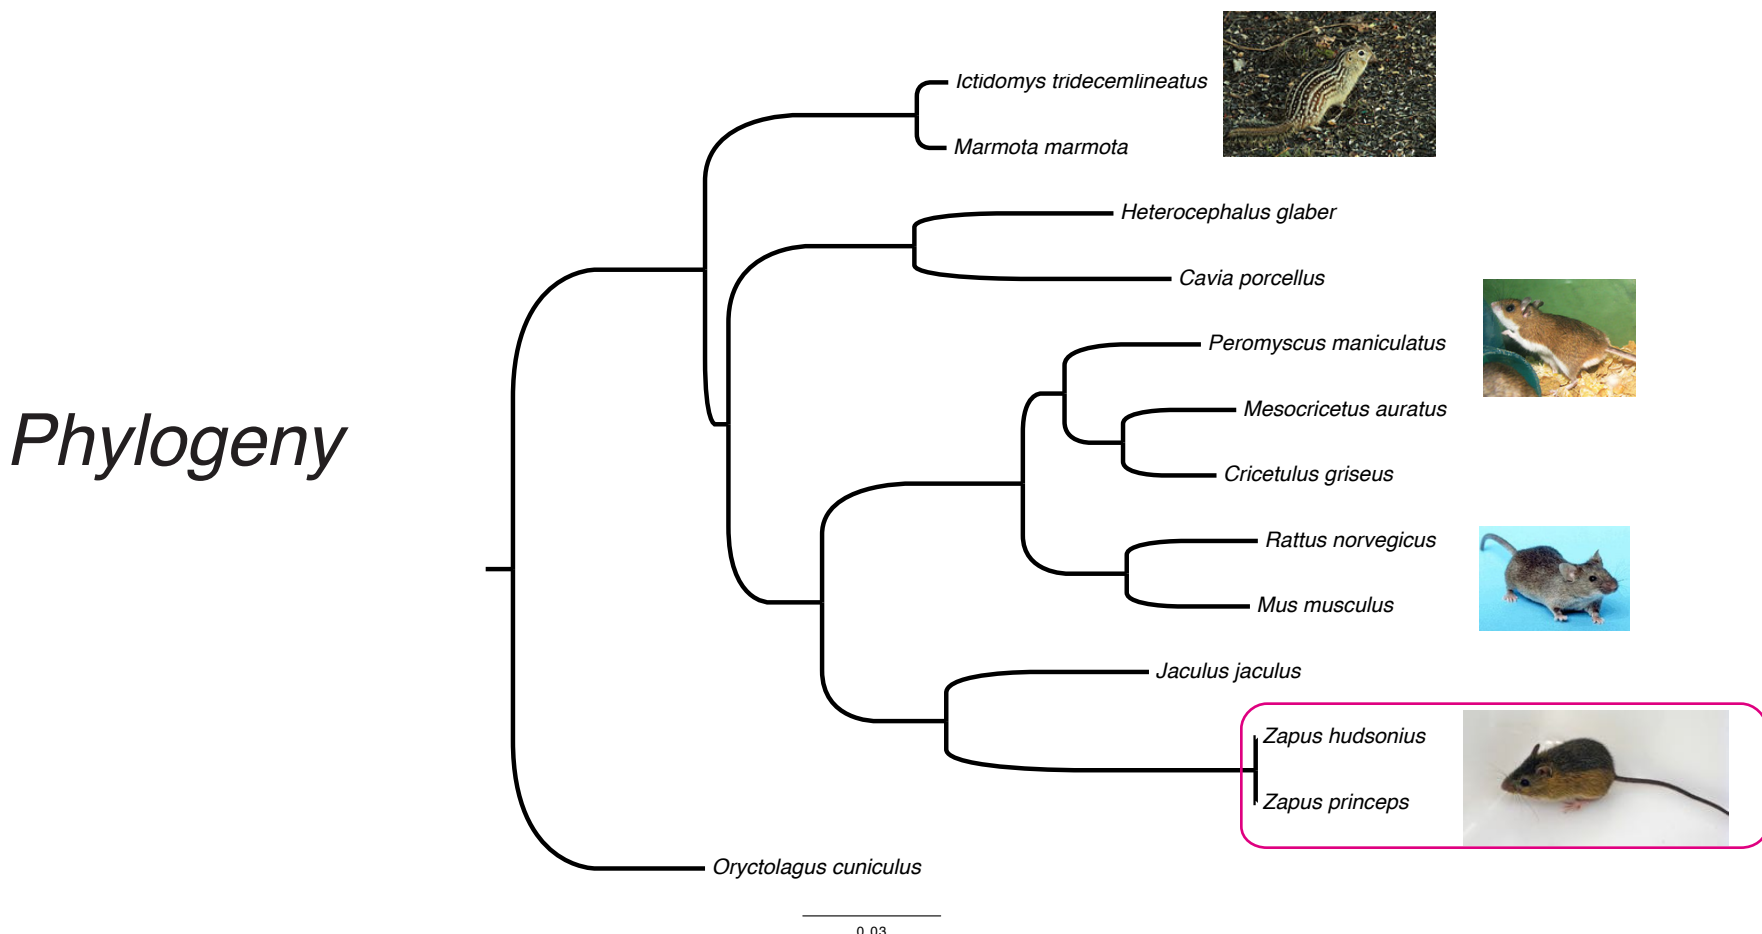 Ictidomys tridecemlineatus
Marmota marmota
Heterocephalus glaber
Cavia porcellus
Peromyscus maniculatus
Mesocricetus auratus
Phylogeny
Cricetulus griseus
Rattus norvegicus
Mus musculus
Jaculus jaculus
Zapus hudsonius
Zapus princeps
Oryctolagus cuniculus
0.03